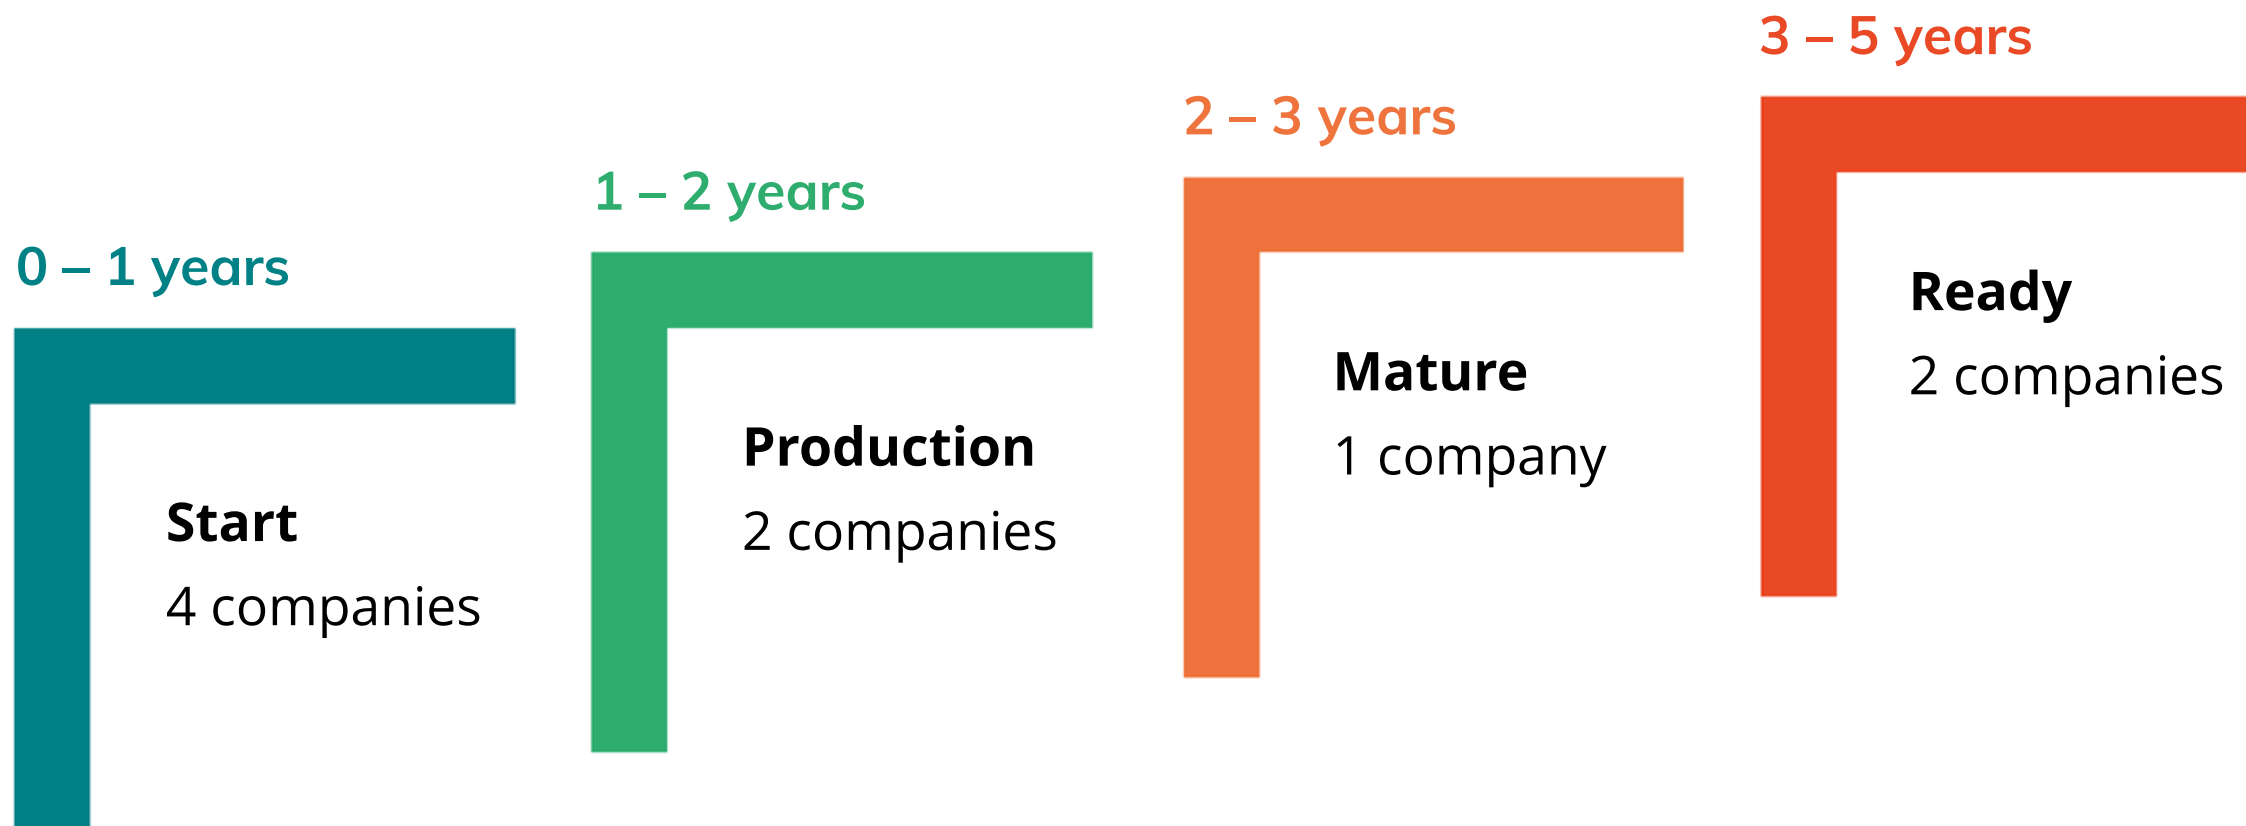 0 – 1 years
Start
4 companies
1 – 2 years
Production
2 companies
2 – 3 years
Mature
1 company
3 – 5 years
Ready
2 companies